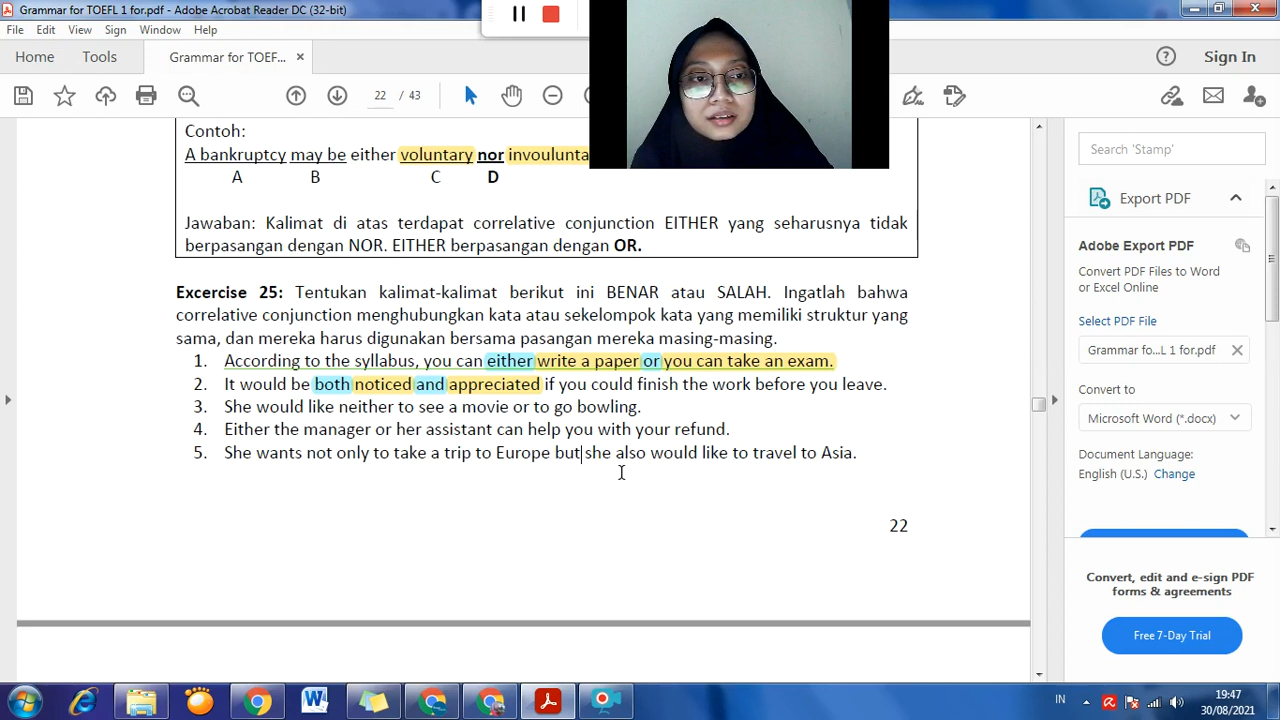 Grammar for TOEFL 1 for.pdf - Adobe Acrobat Reader DC (32-bit)
File Edit View Sign Window Help
Home Tools Grammar for TOEF... × Sign In
22 / 43
Contoh:
A bankruptcy may be either voluntary nor invoulunta
A B C D
Jawaban: Kalimat di atas terdapat correlative conjunction EITHER yang seharusnya tidak
berpasangan dengan NOR. EITHER berpasangan dengan OR.
Excercise 25: Tentukan kalimat-kalimat berikut ini BENAR atau SALAH. Ingatlah bahwa
correlative conjunction menghubungkan kata atau sekelompok kata yang memiliki struktur yang
sama, dan mereka harus digunakan bersama pasangan mereka masing-masing.
1. According to the syllabus, you can either write a paper or you can take an exam.
2. It would be both noticed and appreciated if you could finish the work before you leave.
3. She would like neither to see a movie or to go bowling.
4. Either the manager or her assistant can help you with your refund.
5. She wants not only to take a trip to Europe but she also would like to travel to Asia.
22
Search 'Stamp'
Export PDF
Adobe Export PDF
Convert PDF Files to Word
or Excel Online
Select PDF File
Grammar fo...L 1 for.pdf ×
Convert to
Microsoft Word (*.docx)
Document Language:
English (U.S.) Change
Convert, edit and e-sign PDF
forms & agreements
Free 7-Day Trial
IN
19:47
30/08/2021